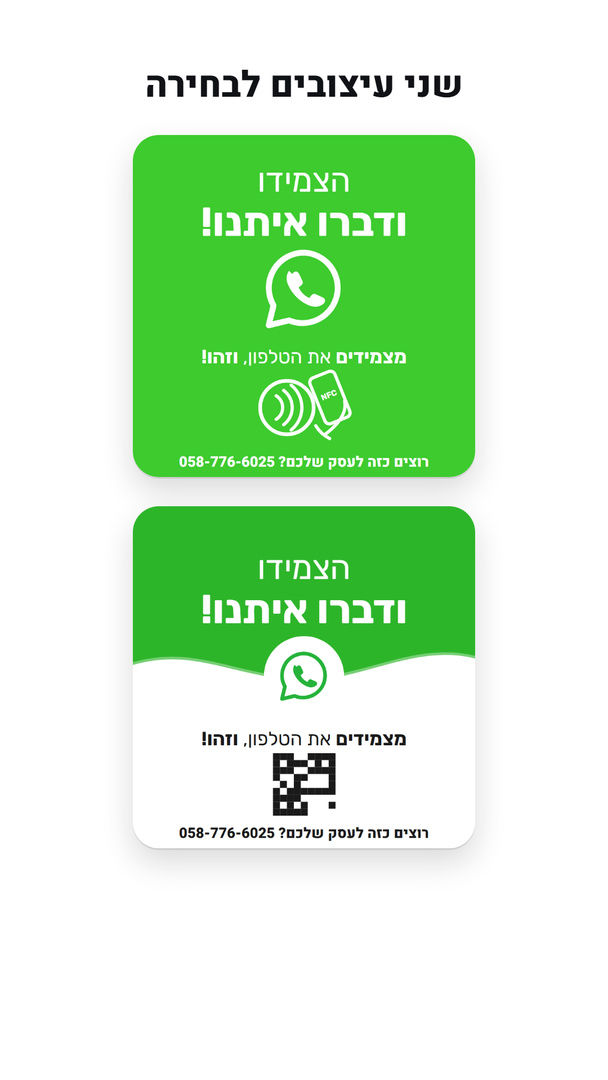 שני עיצובים לבחירה
הצמידו
ודברו איתנו!
מצמידים את הטלפון, וזהו!
NFC
רוצים כזה לעסק שלכם? 058-776-6025
הצמידו
ודברו איתנו!
מצמידים את הטלפון, וזהו!
רוצים כזה לעסק שלכם? 058-776-6025